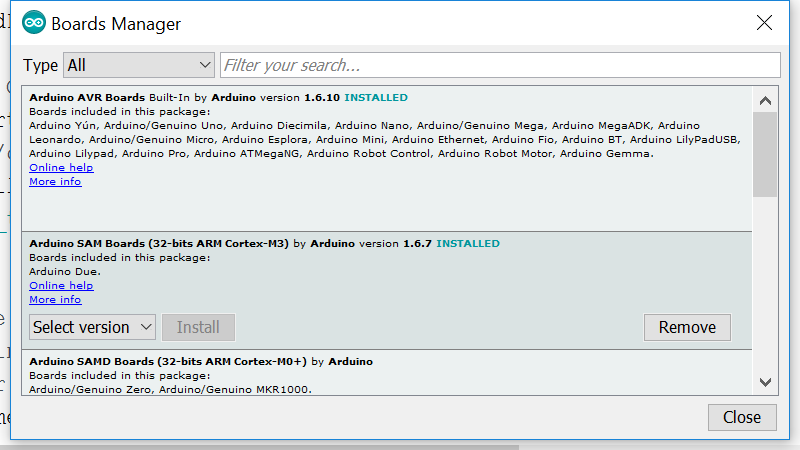 Boards Manager
Type All Filter your search...
Arduino AVR Boards Built-In by Arduino version 1.6.10 INSTALLED
Boards included in this package:
Arduino Yún, Arduino/Genuino Uno, Arduino Diecimila, Arduino Nano, Arduino/Genuino Mega, Arduino MegaADK, Arduino
Leonardo, Arduino/Genuino Micro, Arduino Esplora, Arduino Mini, Arduino Ethernet, Arduino Fio, Arduino BT, Arduino LilyPadUSB,
Arduino Lilypad, Arduino Pro, Arduino ATMegaNG, Arduino Robot Control, Arduino Robot Motor, Arduino Gemma.
Online help
More info
Arduino SAM Boards (32-bits ARM Cortex-M3) by Arduino version 1.6.7 INSTALLED
Boards included in this package:
Arduino Due.
Online help
More info
Select version Install Remove
Arduino SAMD Boards (32-bits ARM Cortex-M0+) by Arduino
Boards included in this package:
Arduino/Genuino Zero, Arduino/Genuino MKR1000.
Close